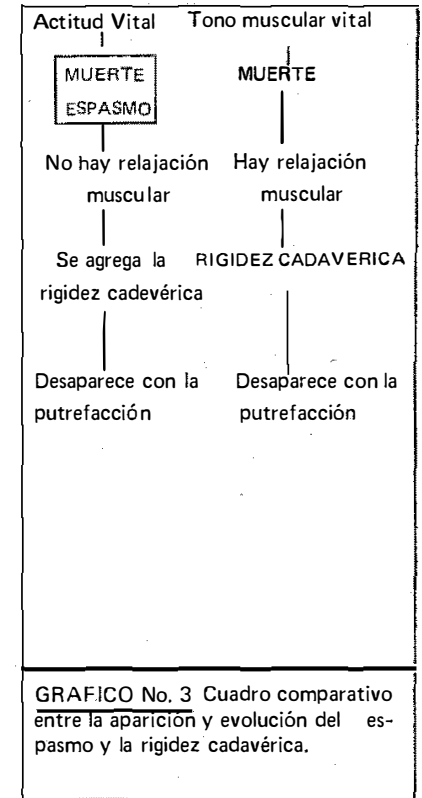 Actitud Vital
MUERTE
ESPASMO
No hay relajación
muscular
Se agrega la
rigidez cadevérica
Desaparece con la
putrefacción
Tono muscular vital
MUERTE
Hay relajación
muscular
RIGIDEZ CADAVERICA
Desaparece con la
putrefacción
GRAFICO No. 3 Cuadro comparativo
entre la aparición y evolución del es-
pasmo y la rigidez cadavérica.